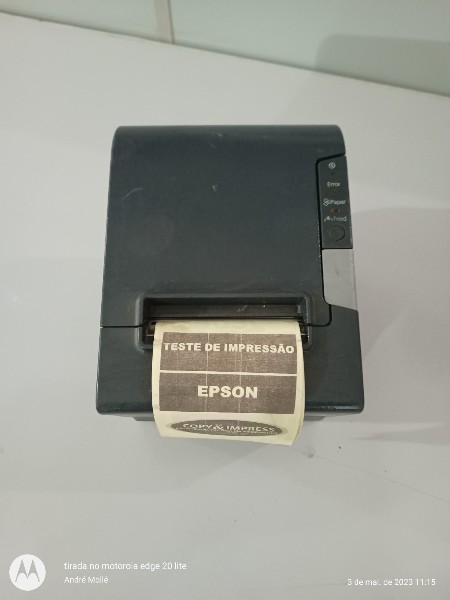 Error
Paper
Feed
TESTE DE IMPRESSÃO
EPSON
COPY & IMPRESS
tirada no motorola edge 20 lite
André Mollé
3 de mai. de 2023 11:15